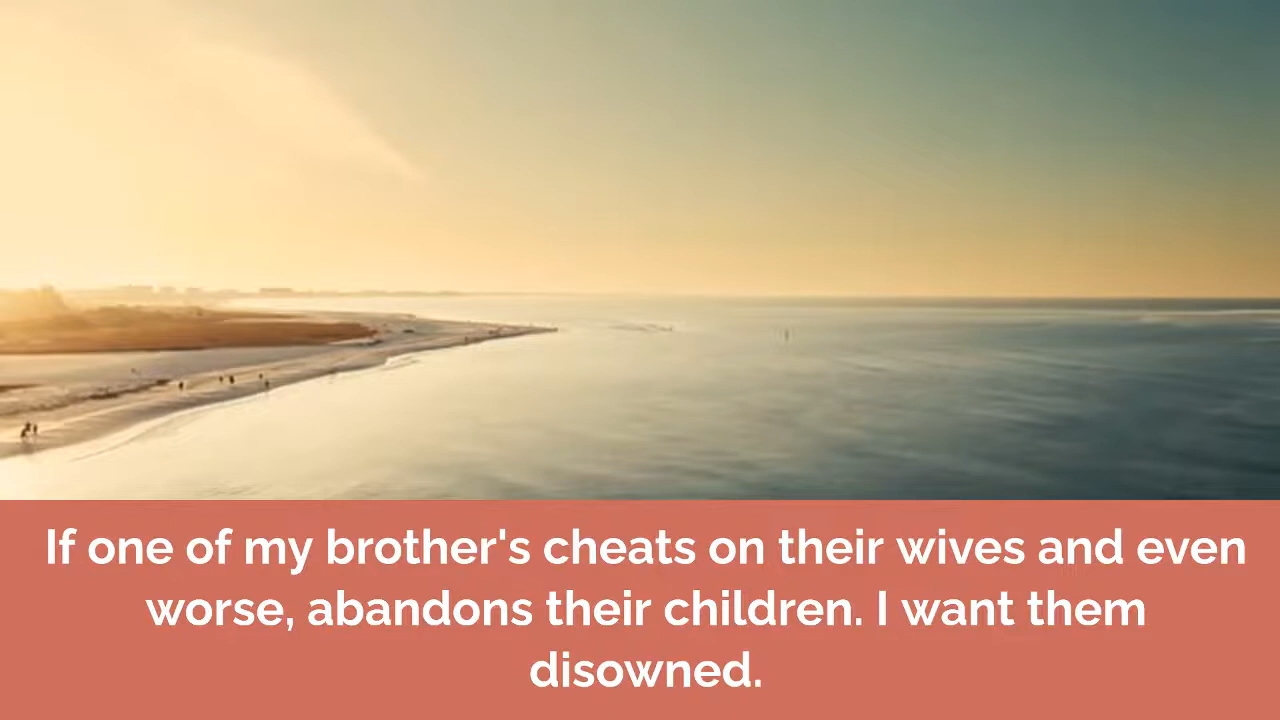 If one of my brother's cheats on their wives and even
worse, abandons their children. I want them
disowned.